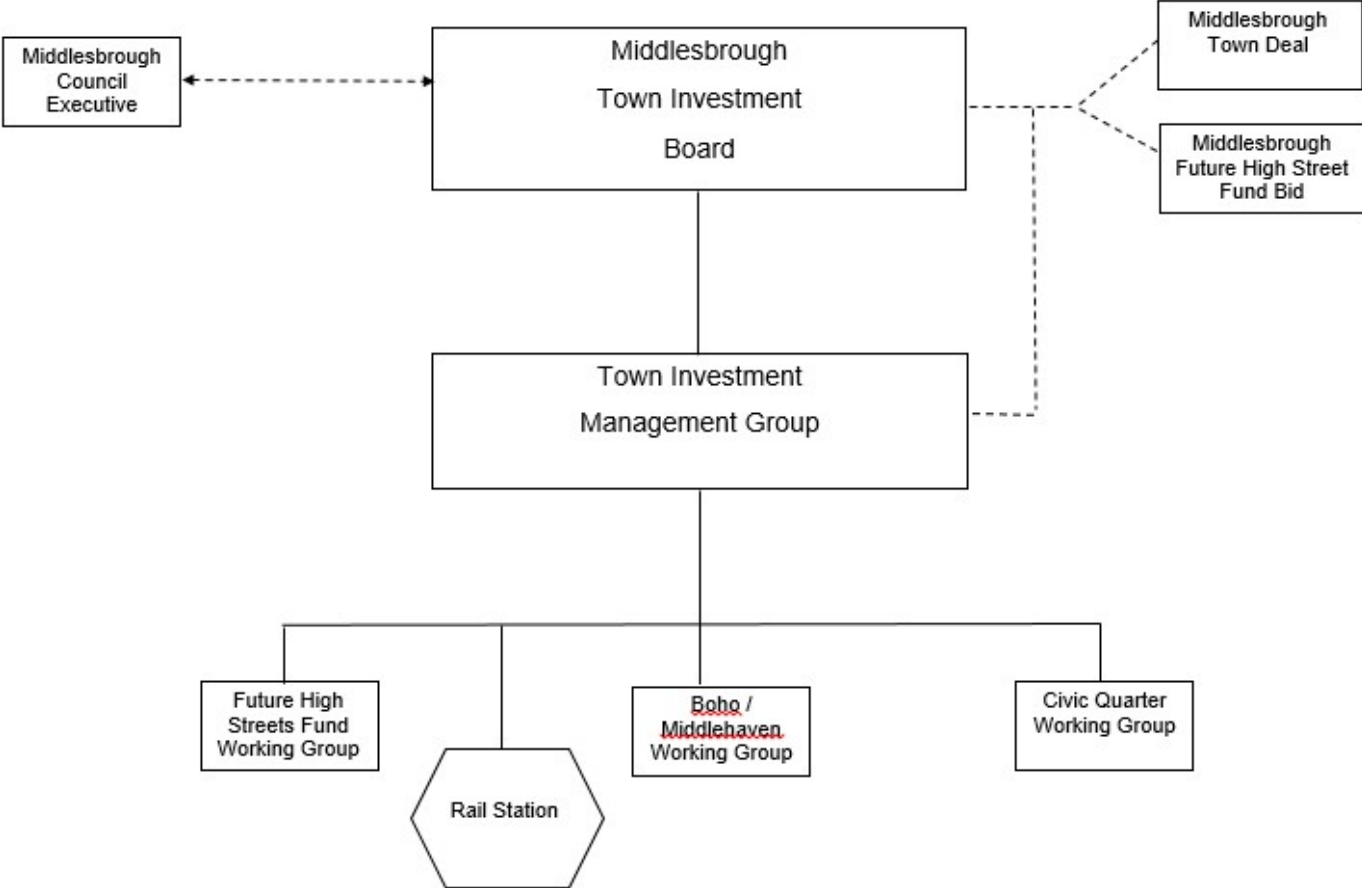 Middlesbrough
Council
Executive
Middlesbrough
Town Investment
Board
Middlesbrough
Town Deal
Middlesbrough
Future High Street
Fund Bid
Town Investment
Management Group
Future High
Streets Fund
Working Group
Rail Station
Boho /
Middlehaven
Working Group
Civic Quarter
Working Group